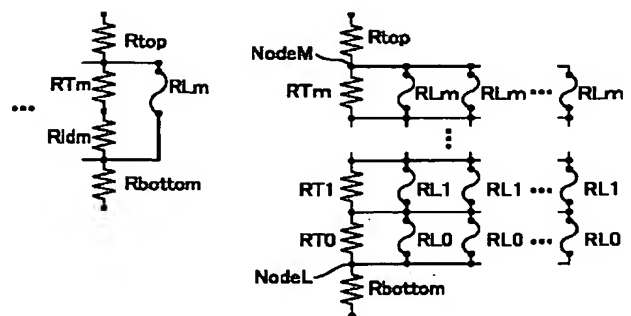 Rtop
RTm
RLm
...
Rldm
Rbottom
Rtop
NodeM
RTm
RLm
RLm
...
RLm
RT1
RL1
RL1
...
RL1
RT0
RL0
RL0
...
RL0
NodeL
Rbottom